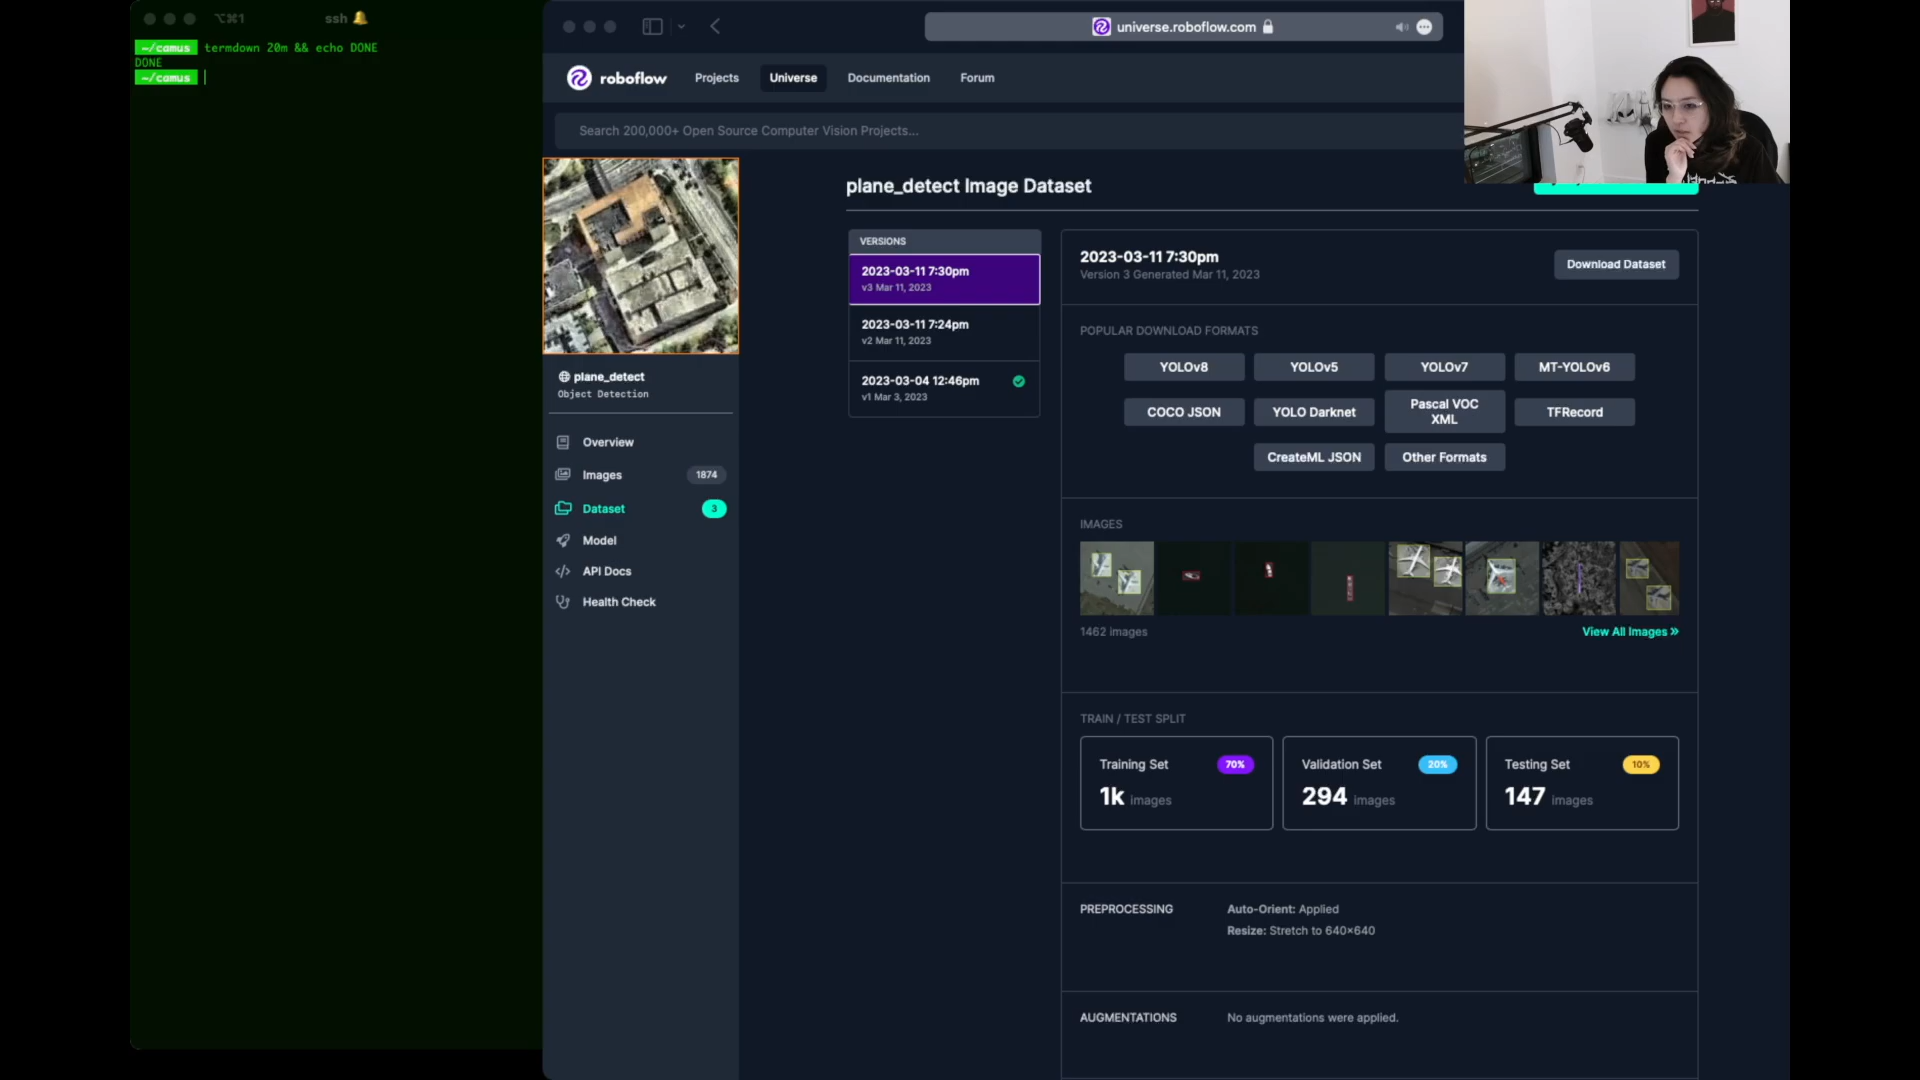 ⌥⌘1
ssh 🔔
~/camus termdown 20m && echo DONE
DONE
~/camus
universe.roboflow.com
roboflow
Projects
Universe
Documentation
Forum
Search 200,000+ Open Source Computer Vision Projects...
plane_detect
Object Detection
Overview
Images 1874
Dataset 3
Model
API Docs
Health Check
plane_detect Image Dataset
VERSIONS
2023-03-11 7:30pm
v3 Mar 11, 2023
2023-03-11 7:24pm
v2 Mar 11, 2023
2023-03-04 12:46pm
v1 Mar 3, 2023
2023-03-11 7:30pm
Version 3 Generated Mar 11, 2023
Download Dataset
POPULAR DOWNLOAD FORMATS
YOLOv8
YOLOv5
YOLOv7
MT-YOLOv6
COCO JSON
YOLO Darknet
Pascal VOC
XML
TFRecord
CreateML JSON
Other Formats
IMAGES
1462 images
View All Images »
TRAIN / TEST SPLIT
Training Set 70%
1k images
Validation Set 20%
294 images
Testing Set 10%
147 images
PREPROCESSING
Auto-Orient: Applied
Resize: Stretch to 640×640
AUGMENTATIONS
No augmentations were applied.